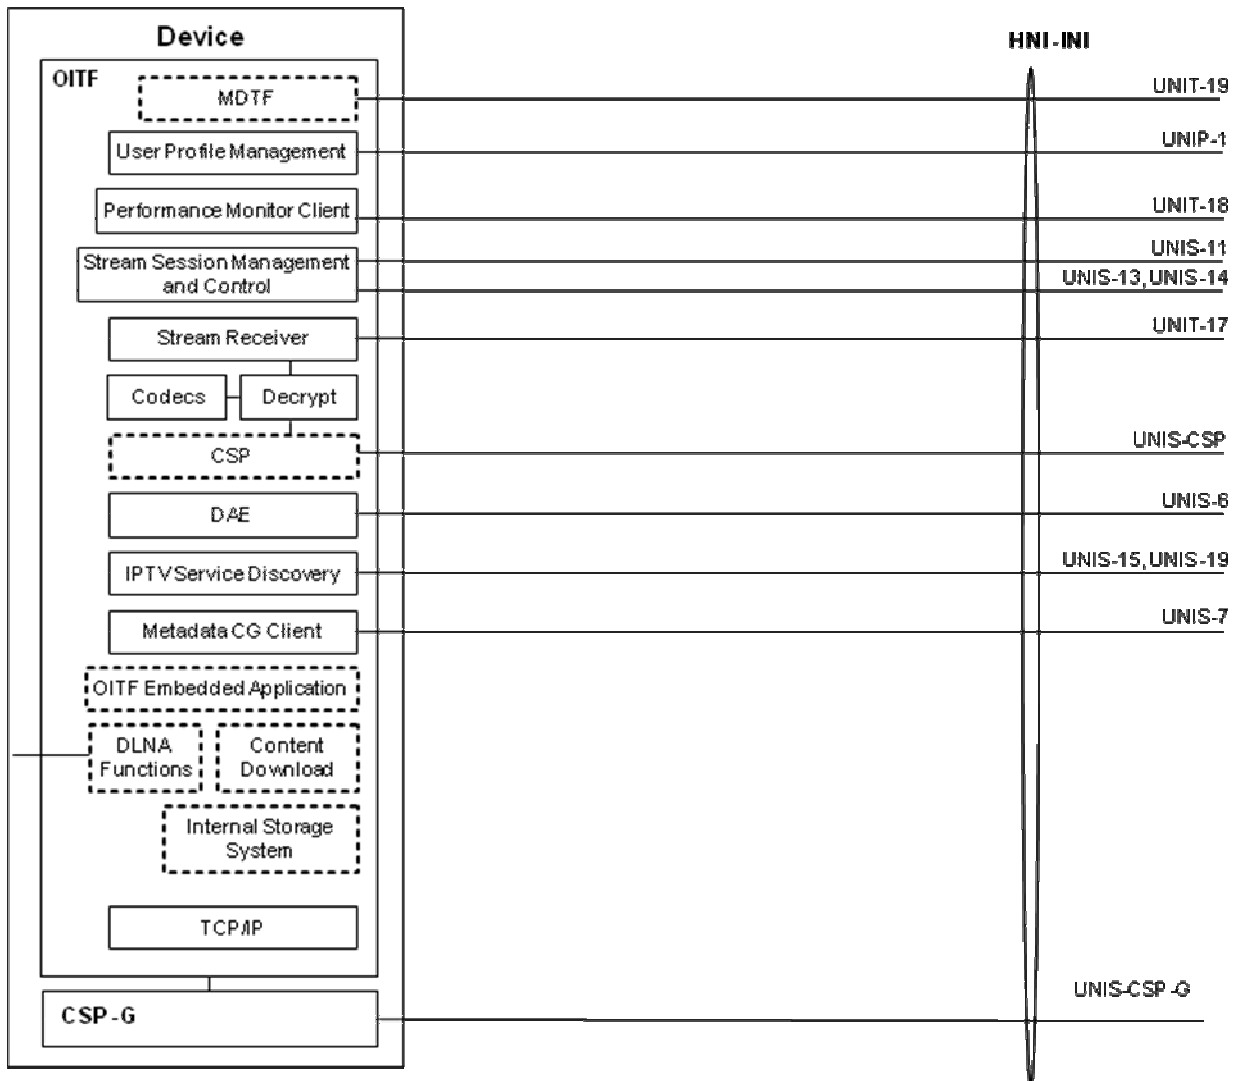 Device
HNI-INI
OITF
MDTF
UNIT-19
User Profile Management
UNIP-1
Performance Monitor Client
UNIT-18
Stream Session Management
and Control
UNIS-11
UNIS-13,UNIS-14
Stream Receiver
UNIT-17
Codecs
Decrypt
CSP
UNIS-CSP
DAE
UNIS-6
IPTV Service Discovery
UNIS-15,UNIS-19
Metadata CG Client
UNIS-7
OITF Embedded Application
DLNA
Functions
Content
Download
Internal Storage
System
TCP/IP
CSP-G
UNIS-CSP-G